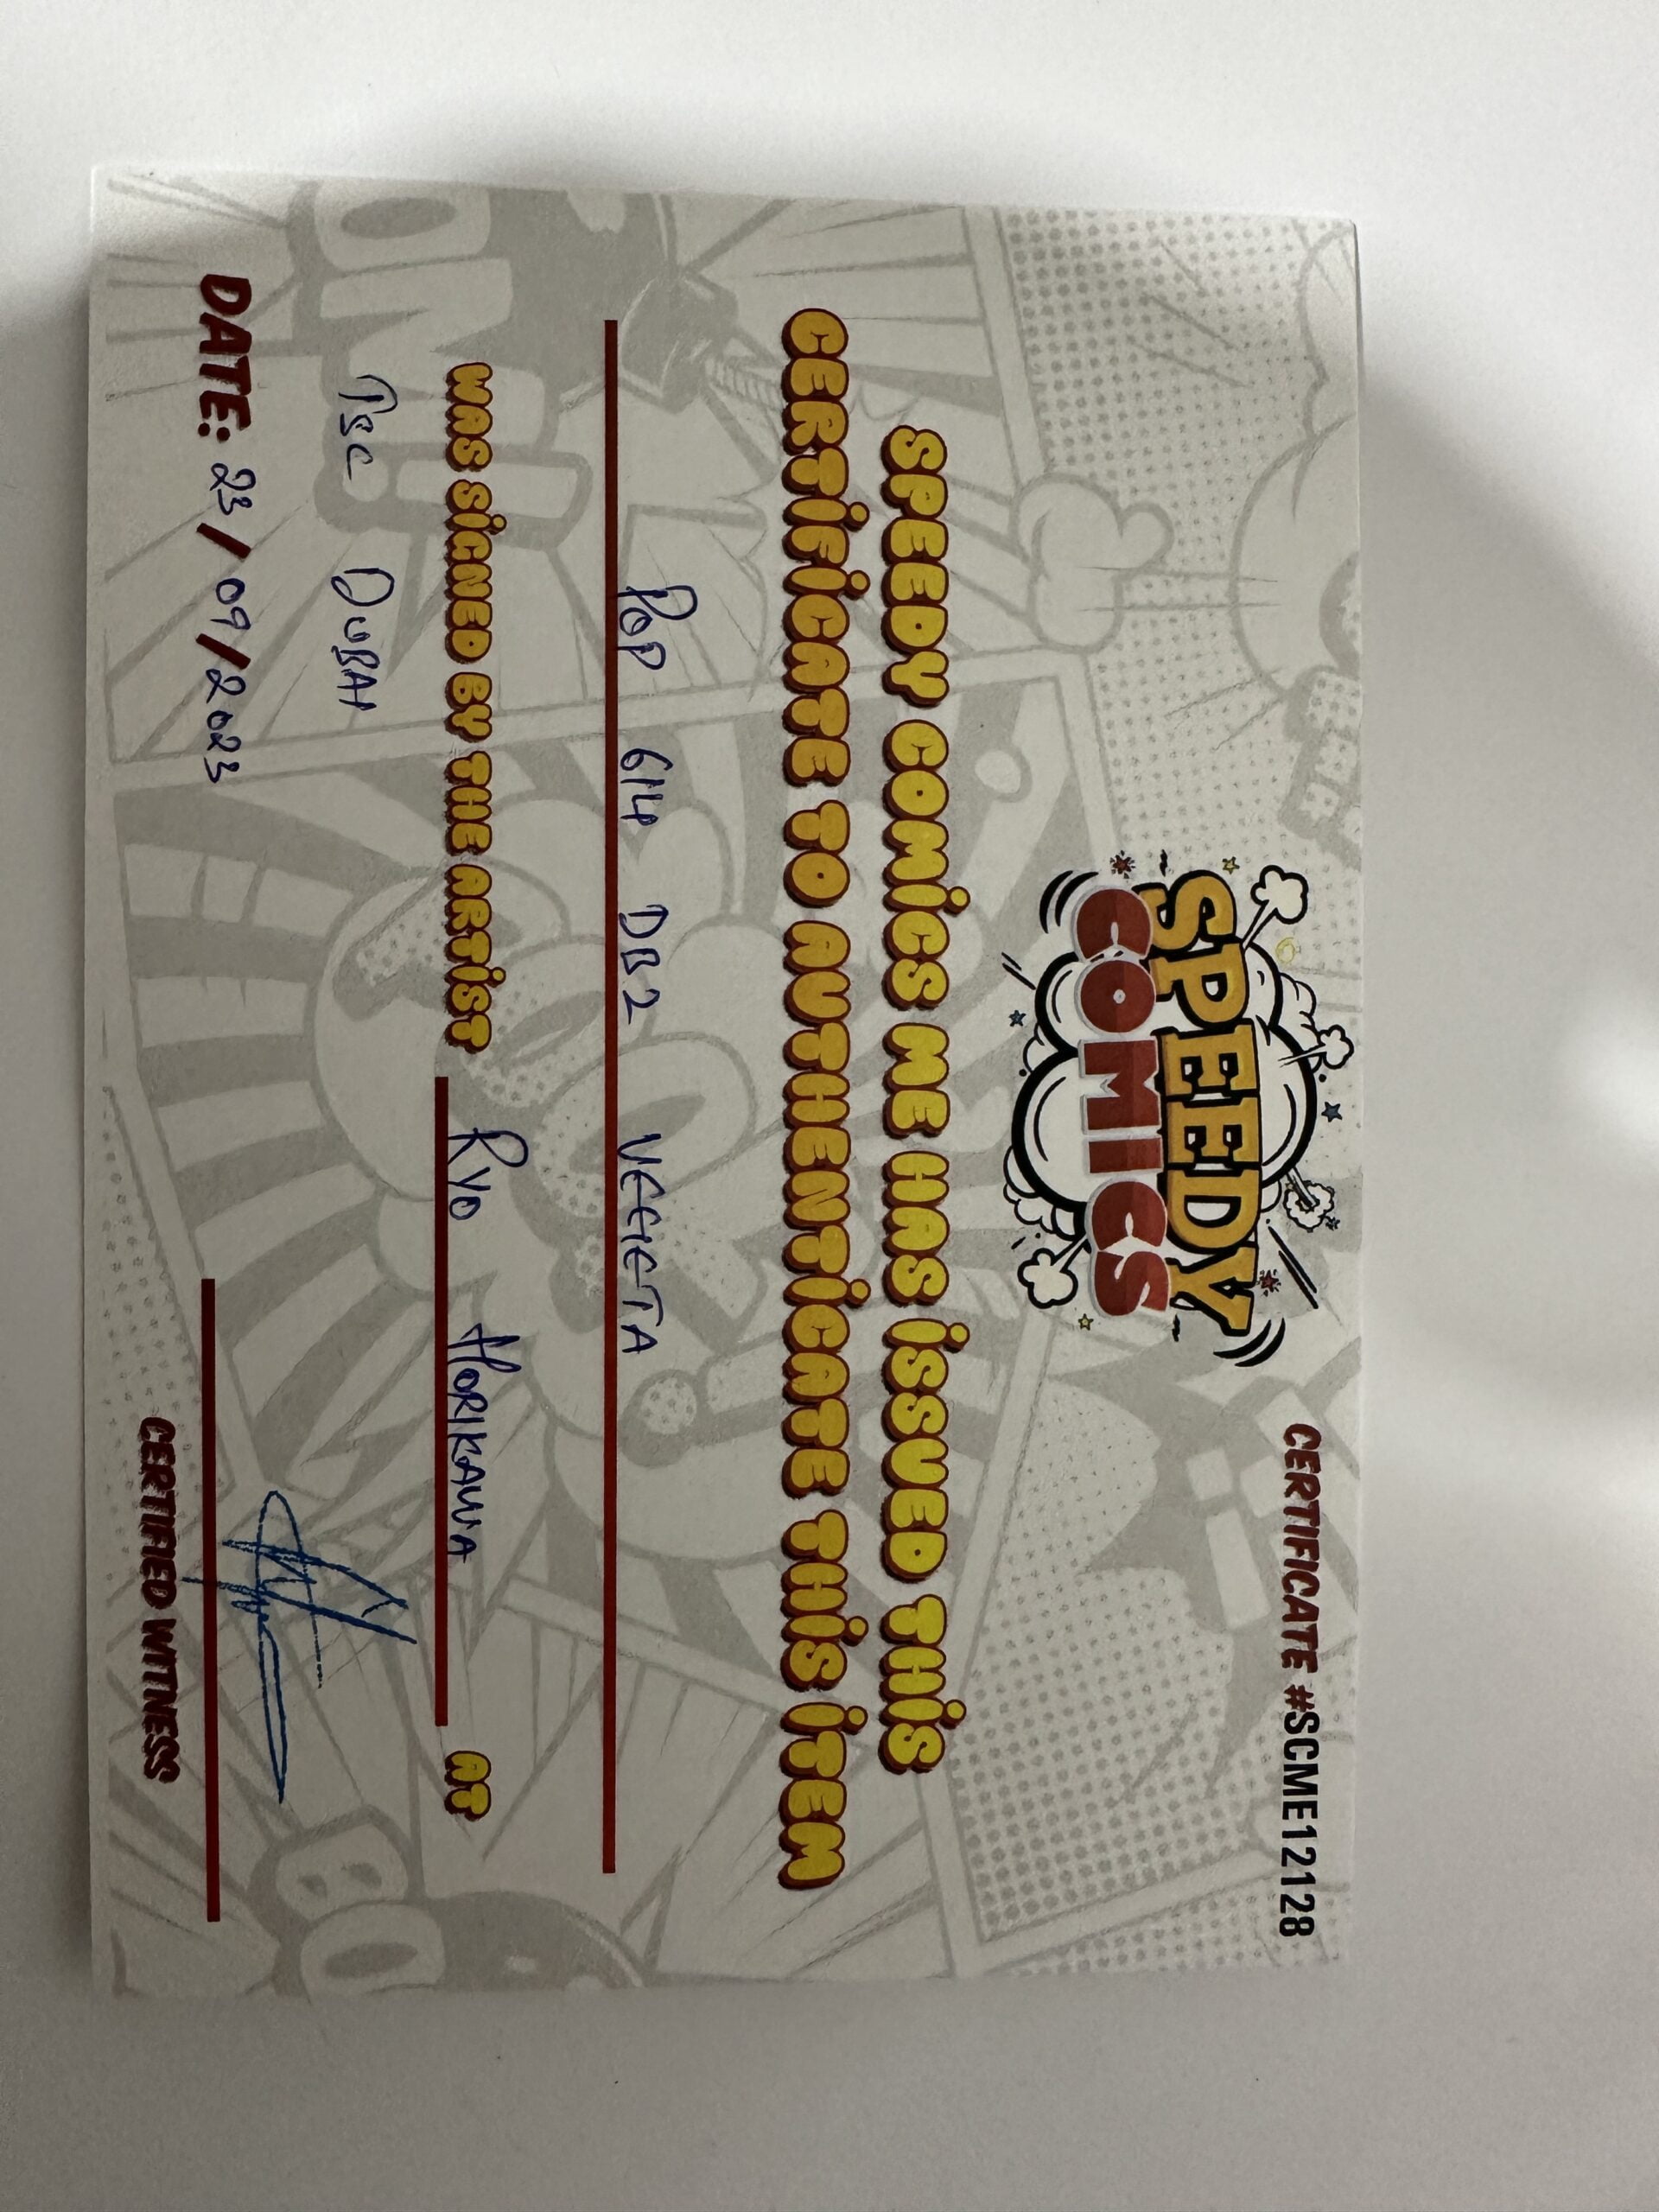 CERTIFICATE #SCME12128
SPEEDY
COMICS
SPEEDY COMICS ME HAS ISSUED THIS
CERTIFICATE TO AUTHENTICATE THIS ITEM
POP 614 DBZ VEGETA
WAS SIGNED BY THE ARTIST RYO HORIKAWA AT
DUBAI
DATE: 23/09/2023
CERTIFIED WITNESS